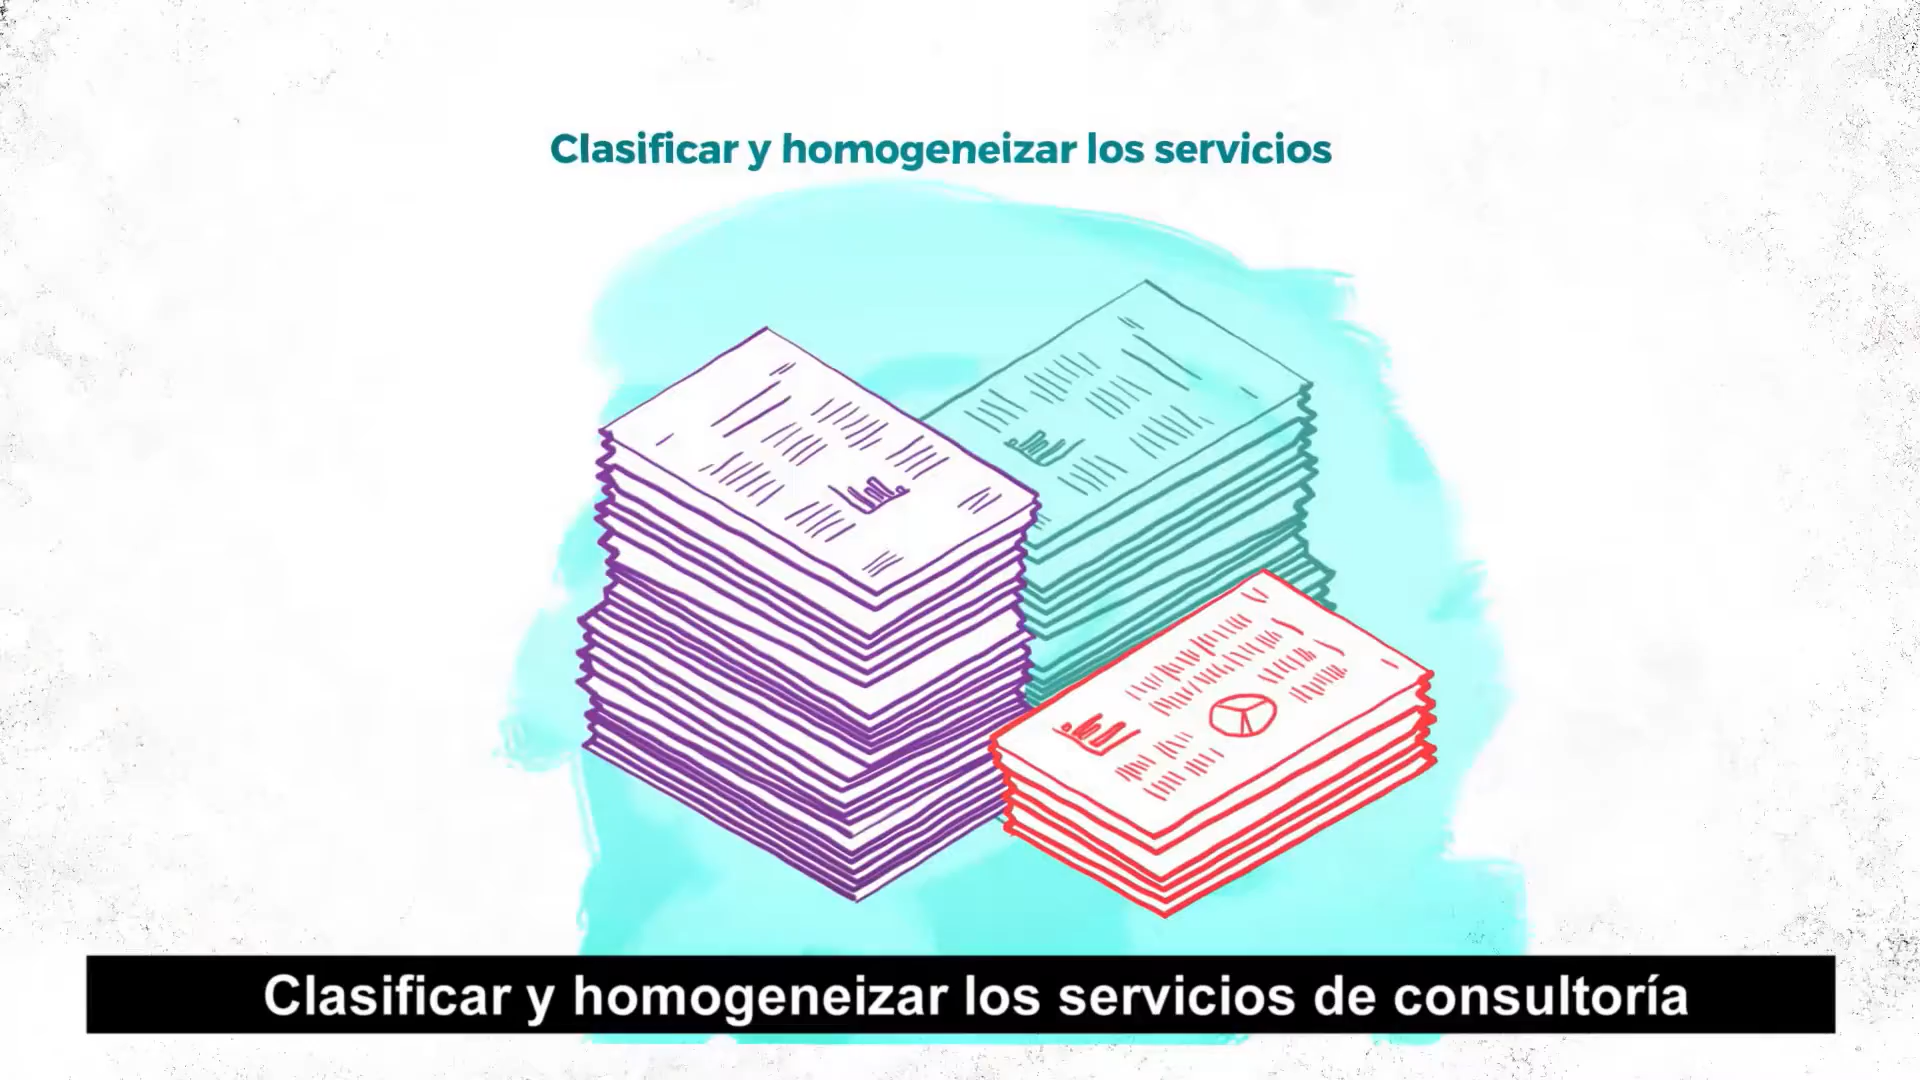 Clasificar y homogeneizar los servicios
Clasificar y homogeneizar los servicios de consultoría